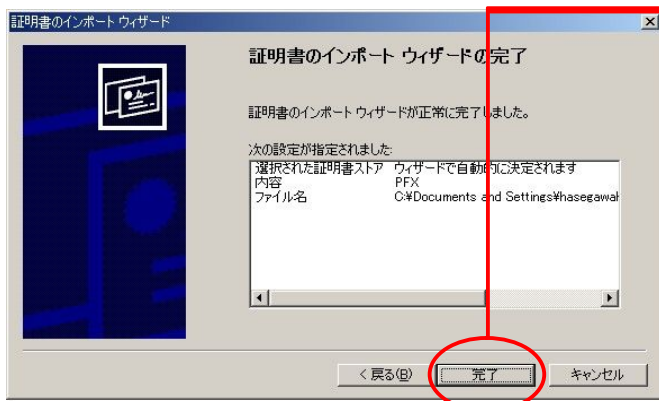 証明書のインポート ウィザード
証明書のインポート ウィザードの完了
証明書のインポート ウィザードが正常に完了しました。
次の設定が指定されました:
選択された証明書ストア ウィザードで自動的に決定されます
内容 PFX
ファイル名 C:¥Documents and Settings¥hasegawa
< 戻る(B) 完了 キャンセル